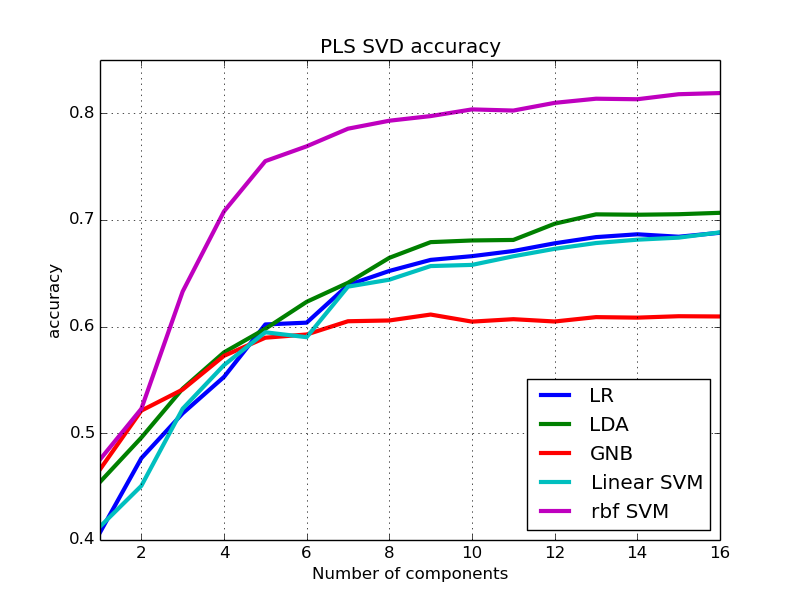 PLS SVD accuracy
accuracy
0.8
0.7
0.6
0.5
0.4
LR
LDA
GNB
Linear SVM
rbf SVM
2 4 6 8 10 12 14 16
Number of components